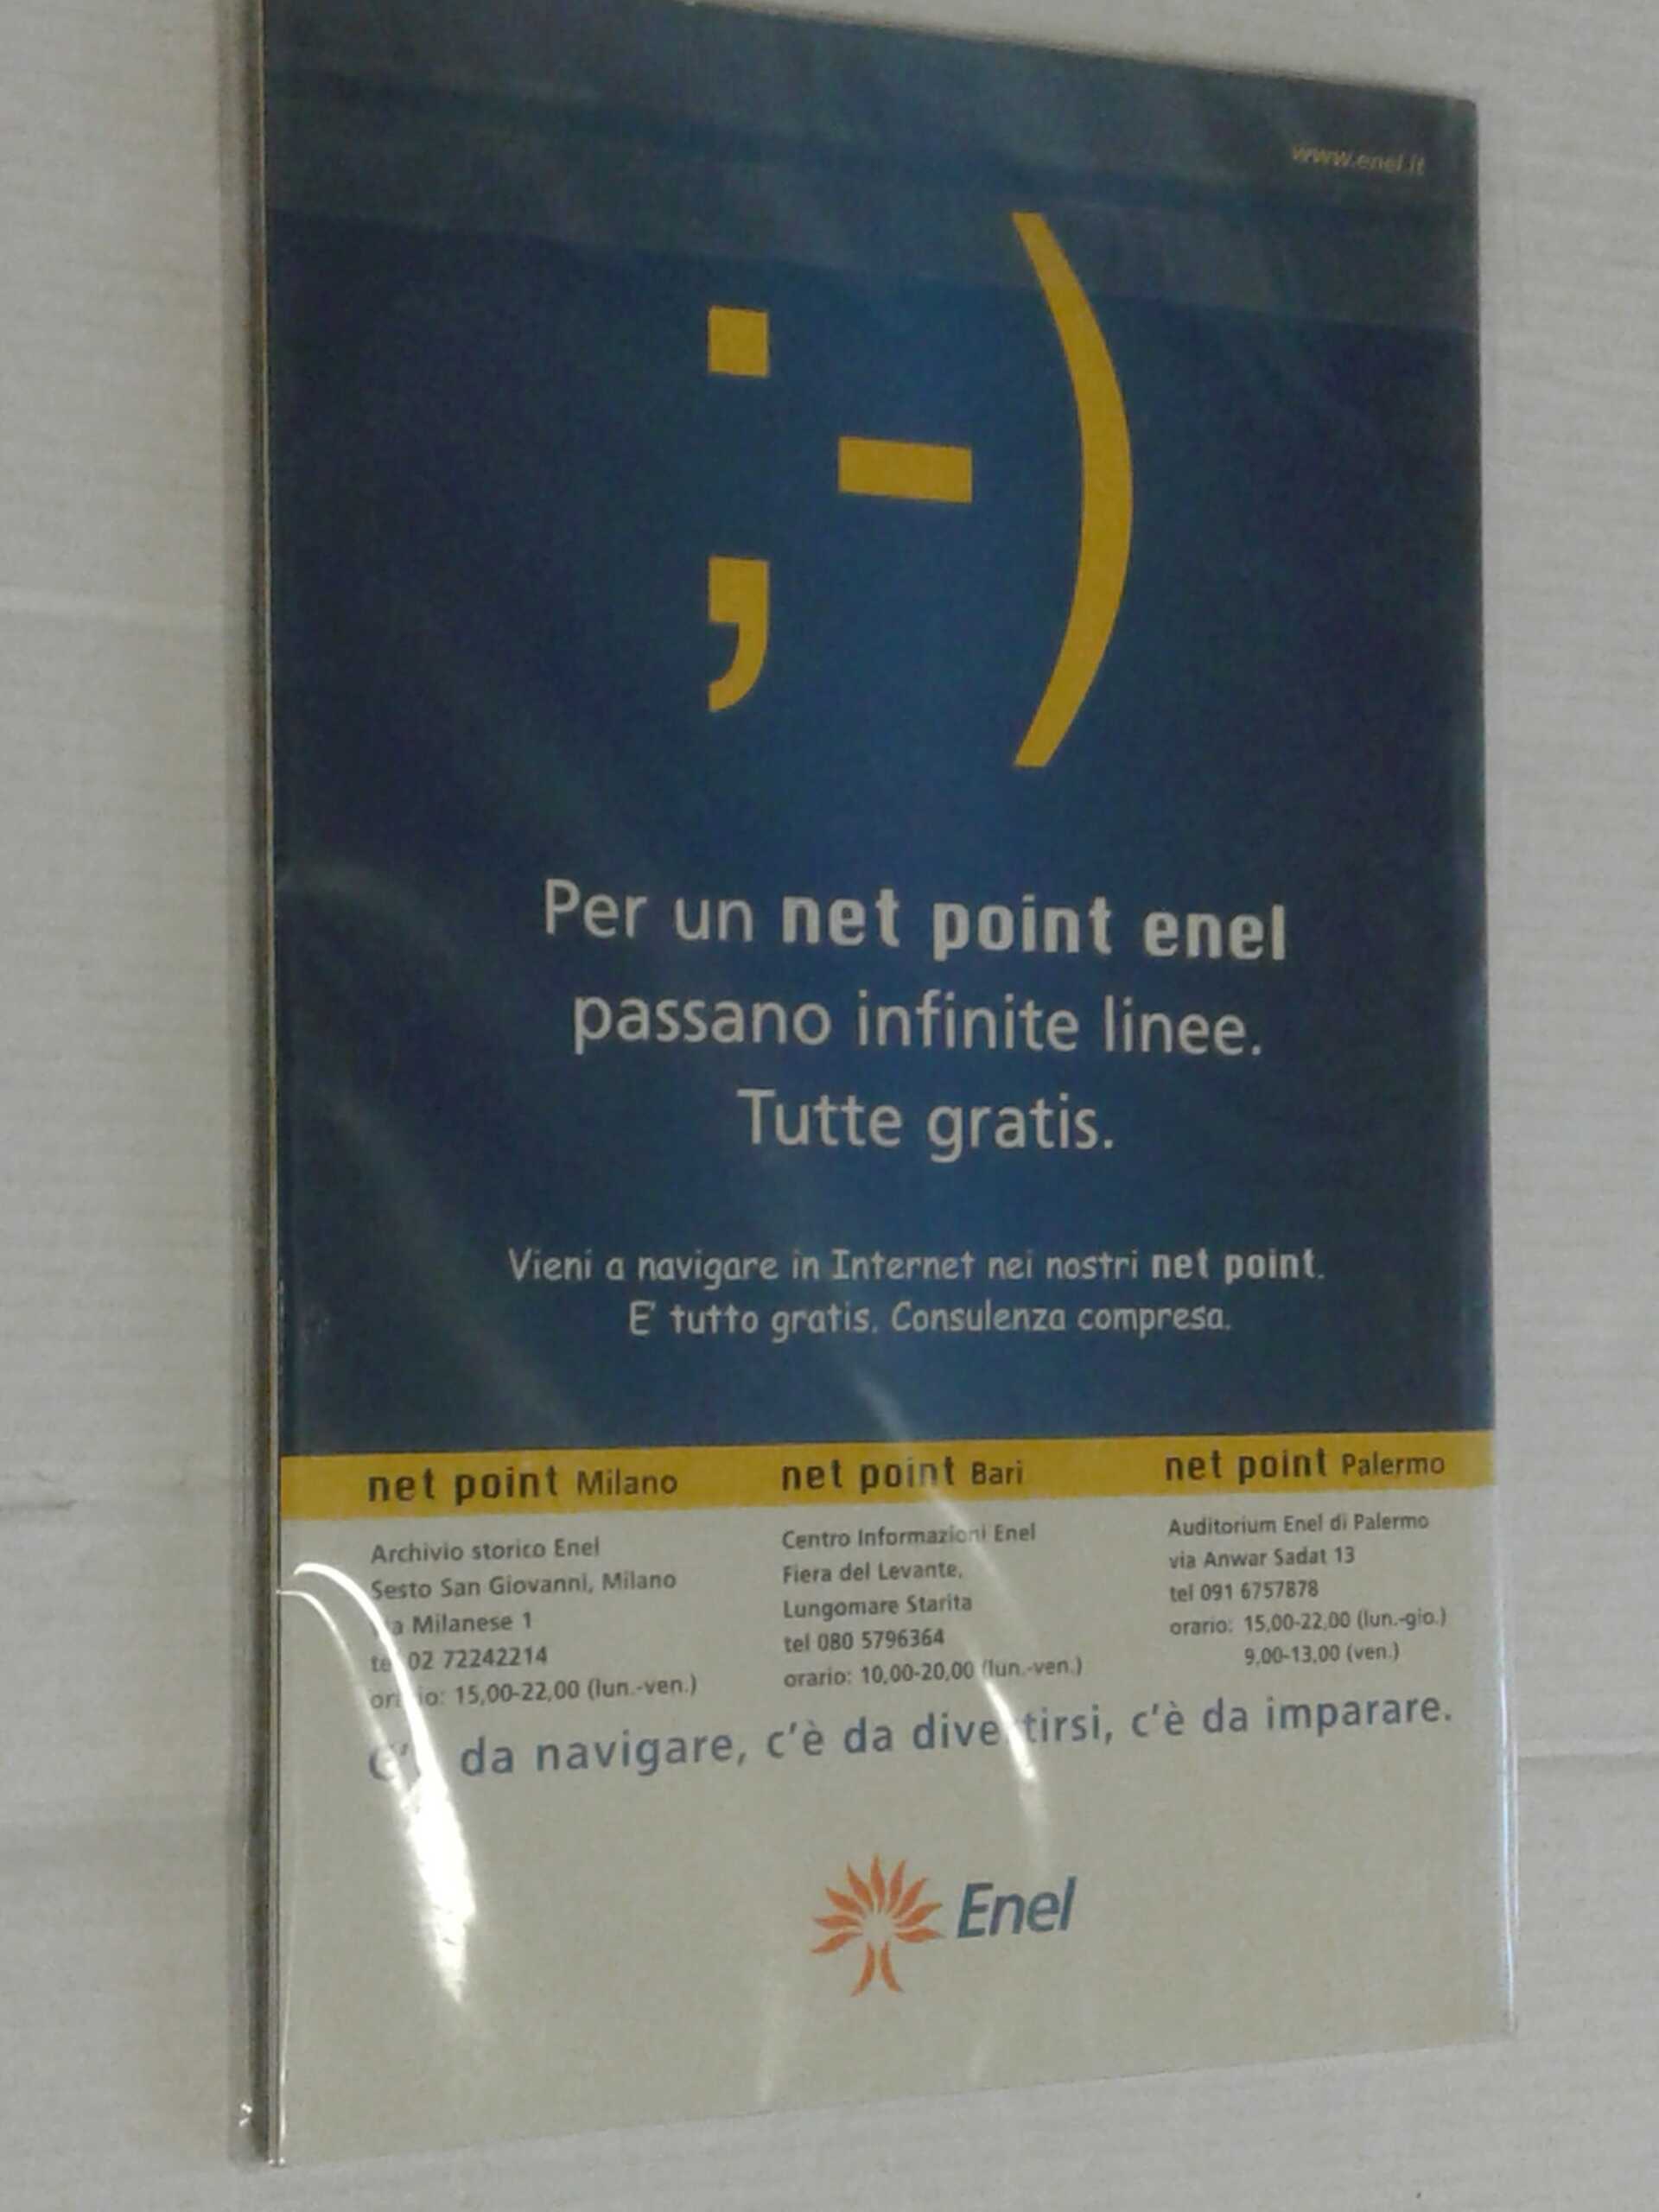 www.enel.it
;-)
Per un net point enel
passano infinite linee.
Tutte gratis.
Vieni a navigare in Internet nei nostri net point.
E' tutto gratis. Consulenza compresa.
net point Milano
Archivio storico Enel
Sesto San Giovanni, Milano
Milanese 1
02 72242214
15,00-22,00 (lun.-ven.)
net point Bari
Centro Informazioni Enel
Fiera del Levante,
Lungomare Starita
tel 080 5796364
orario: 10,00-20,00 (lun.-ven.)
net point Palermo
Auditorium Enel di Palermo
via Anwar Sadat 13
tel 091 6757878
orario: 15,00-22,00 (lun.-gio.)
9,00-13,00 (ven.)
da navigare, c'è da divertirsi, c'è da imparare.
Enel